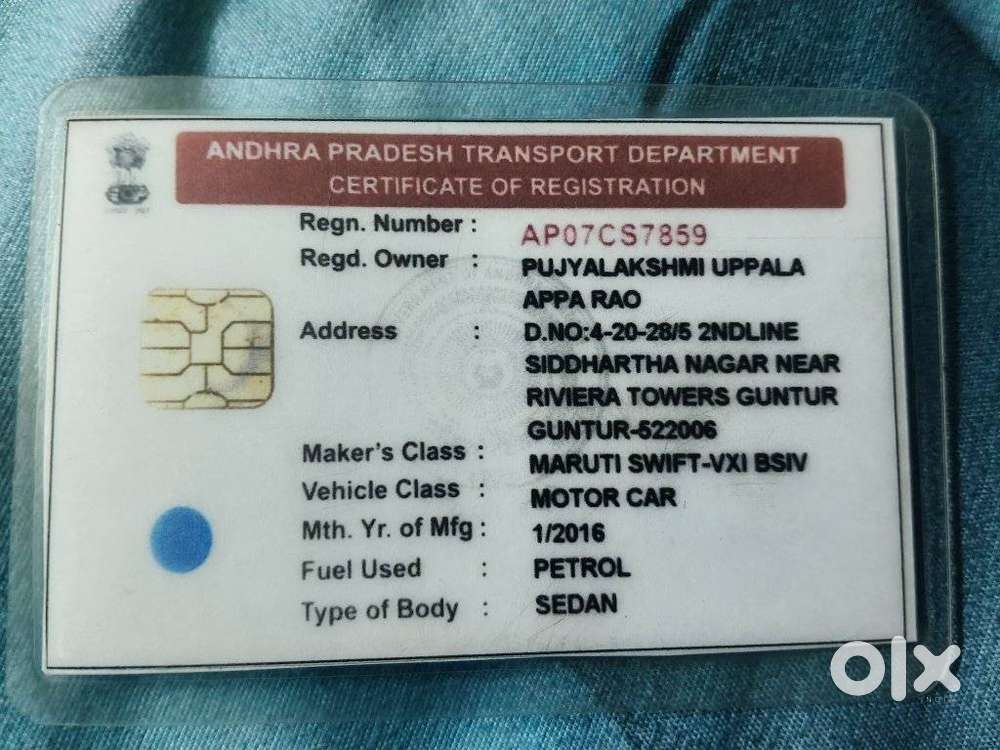 ANDHRA PRADESH TRANSPORT DEPARTMENT
CERTIFICATE OF REGISTRATION
Regn. Number : AP07CS7859
Regd. Owner : PUJYALAKSHMI UPPALA
APPA RAO
Address : D.NO:4-20-28/5 2NDLINE
SIDDHARTHA NAGAR NEAR
RIVIERA TOWERS GUNTUR
GUNTUR-522006
Maker's Class : MARUTI SWIFT-VXI BSIV
Vehicle Class : MOTOR CAR
Mth. Yr. of Mfg : 1/2016
Fuel Used : PETROL
Type of Body : SEDAN
olx